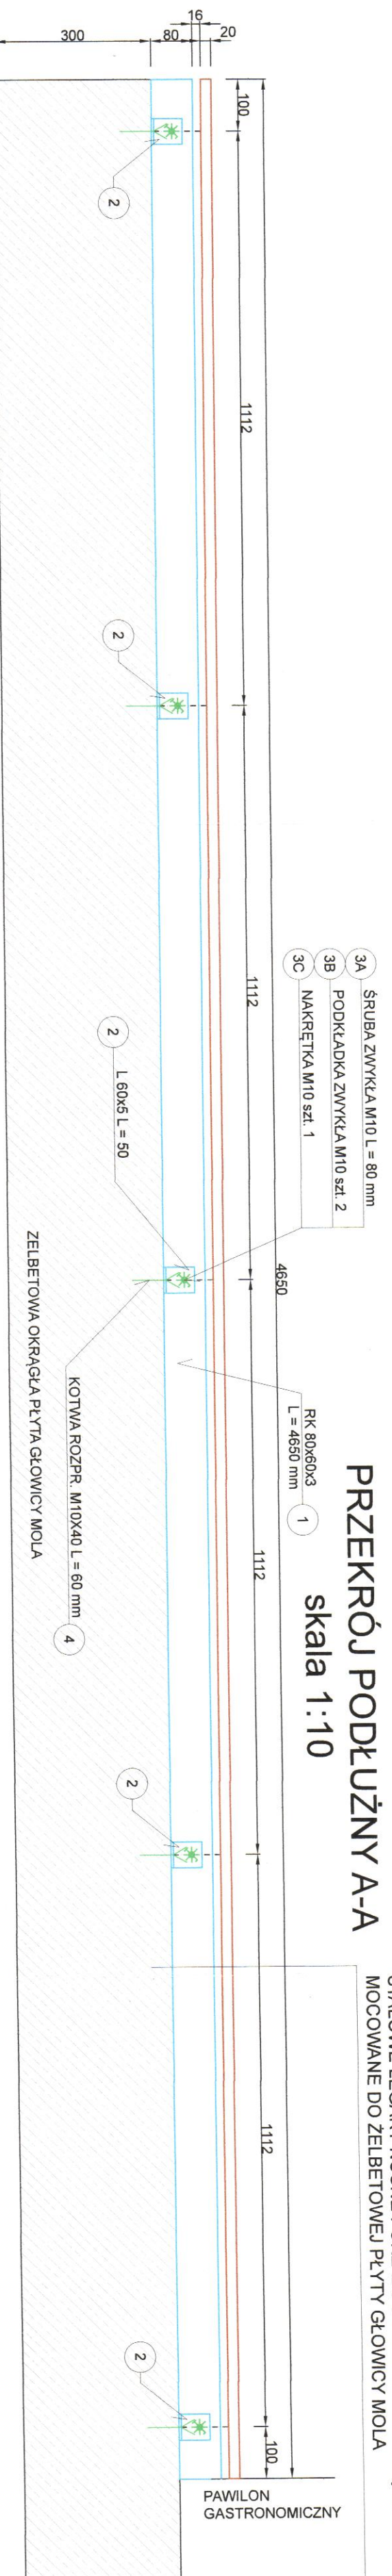 PRZEKRÓJ PODŁUŻNY A-A
skala 1:10
MOCOWANE DO ŻELBETOWEJ PŁYTY GŁOWICY MOLA
3A ŚRUBA ZWYKŁA M10 L = 80 mm
3B PODKŁADKA ZWYKŁA M10 szt. 2
3C NAKRĘTKA M10 szt. 1
RK 80x60x3
L = 4650 mm
1
4650
100
1112
1112
1112
1112
100
20
16
80
300
2
2
2
L 60x5 L = 50
2
2
KOTWA ROZPR. M10X40 L = 60 mm
4
ŻELBETOWA OKRĄGŁA PŁYTA GŁOWICY MOLA
PAWILON
GASTRONOMICZNY